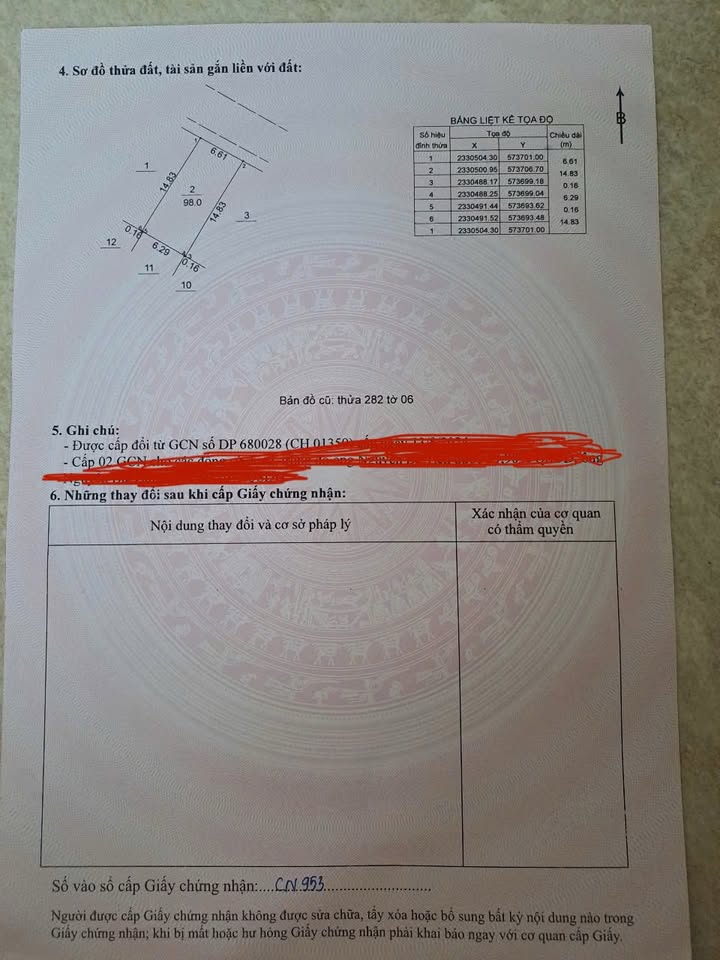 4. Sơ đồ thửa đất, tài sản gắn liền với đất:
B
BẢNG LIỆT KÊ TỌA ĐỘ
Số hiệu đỉnh thửa Tọa độ Chiều dài (m)
X Y
1 2330504.30 573701.00
6.61
2 2330500.95 573706.70
14.83
3 2330488.17 573699.18
0.16
4 2330488.25 573699.04
6.29
5 2330491.44 573693.62
0.16
6 2330491.52 573693.48
14.83
1 2330504.30 573701.00
1
6.61
1
2
14.83
2
98.0
14.83
3
0.16
12
6.29
0.16
11
10
Bản đồ cũ: thửa 282 tờ 06
5. Ghi chú:
- Được cấp đổi từ GCN số DP 680028 (CH 01350)
- Cấp 02 GCN
6. Những thay đổi sau khi cấp Giấy chứng nhận:
Nội dung thay đổi và cơ sở pháp lý
Xác nhận của cơ quan
có thẩm quyền
Số vào sổ cấp Giấy chứng nhận:....CN 953............................
Người được cấp Giấy chứng nhận không được sửa chữa, tẩy xóa hoặc bổ sung bất kỳ nội dung nào trong
Giấy chứng nhận; khi bị mất hoặc hư hỏng Giấy chứng nhận phải khai báo ngay với cơ quan cấp Giấy.